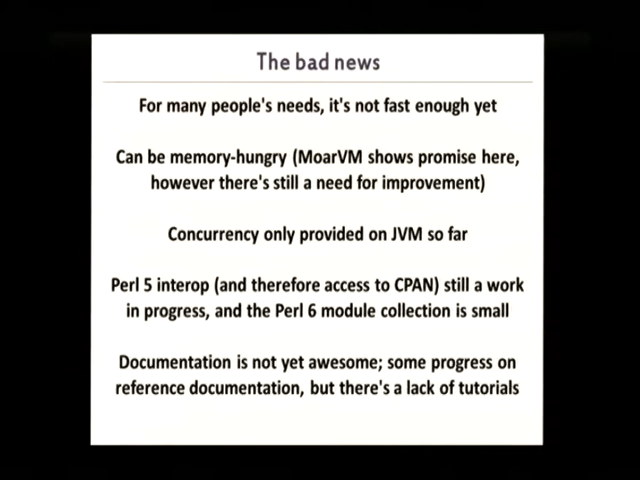 The bad news
For many people's needs, it's not fast enough yet
Can be memory-hungry (MoarVM shows promise here,
however there's still a need for improvement)
Concurrency only provided on JVM so far
Perl 5 interop (and therefore access to CPAN) still a work
in progress, and the Perl 6 module collection is small
Documentation is not yet awesome; some progress on
reference documentation, but there's a lack of tutorials